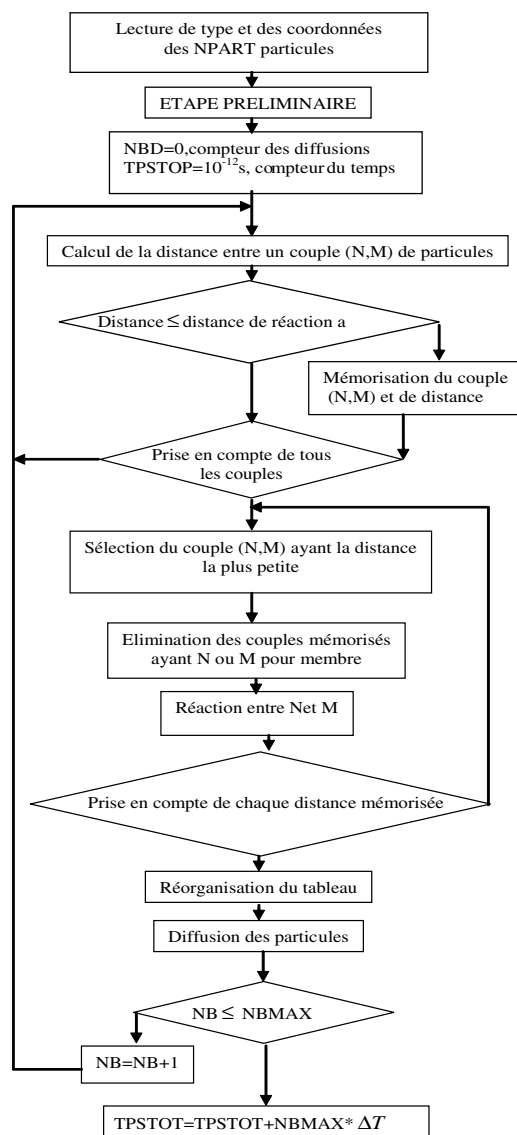 Lecture de type et des coordonnées
des NPART particules
ETAPE PRELIMINAIRE
NBD=0,compteur des diffusions
TPSTOP=10⁻¹²s, compteur du temps
Calcul de la distance entre un couple (N,M) de particules
Distance ≤ distance de réaction a
Mémorisation du couple
(N,M) et de distance
Prise en compte de tous
les couples
Sélection du couple (N,M) ayant la distance
la plus petite
Elimination des couples mémorisés
ayant N ou M pour membre
Réaction entre Net M
Prise en compte de chaque distance mémorisée
Réorganisation du tableau
Diffusion des particules
NB ≤ NBMAX
NB=NB+1
TPSTOT=TPSTOT+NBMAX* ΔT